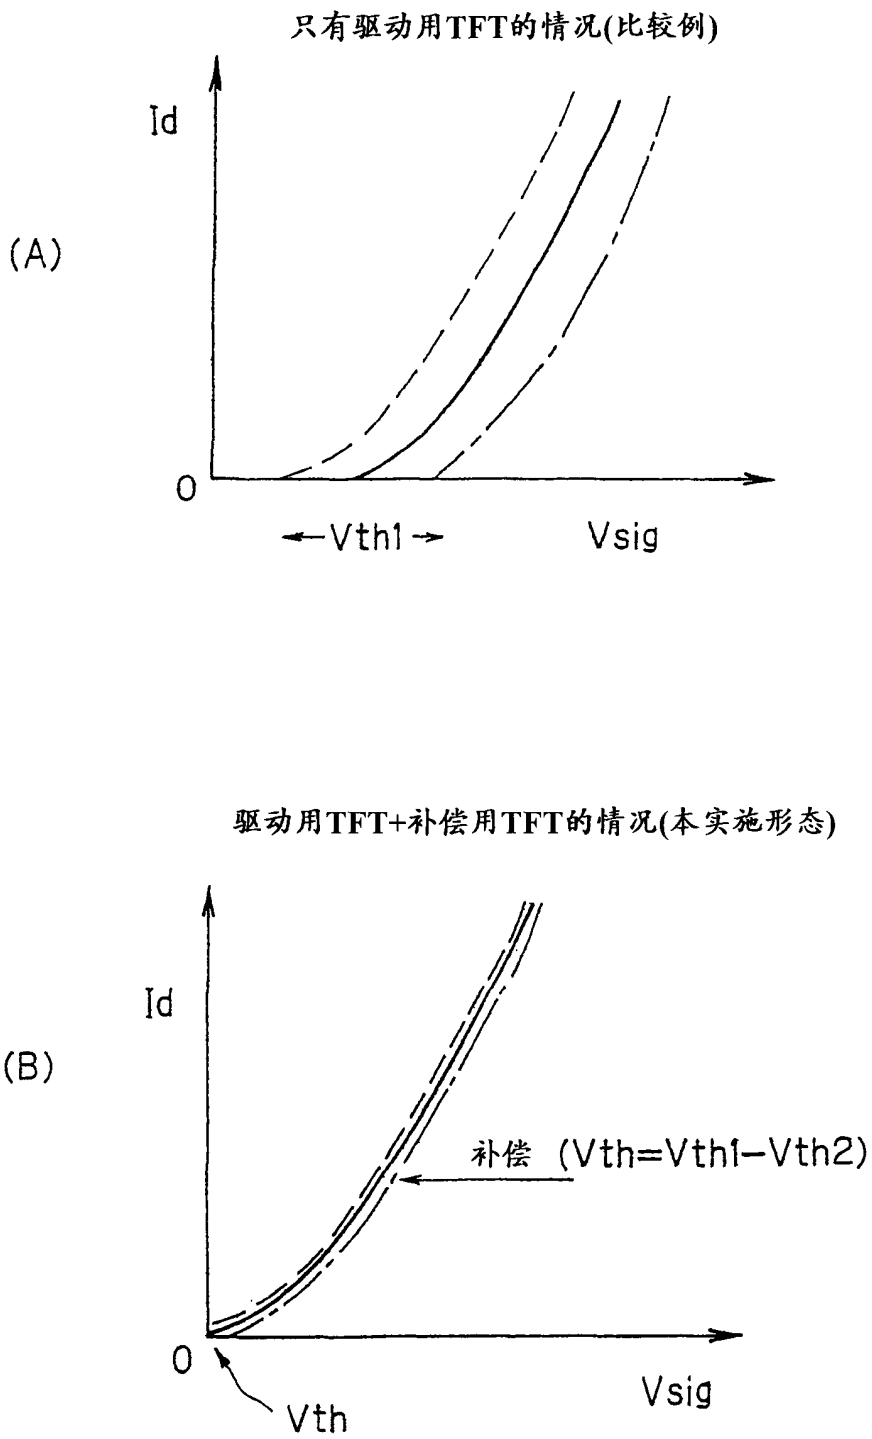 只有驱动用TFT的情况(比较例)
Id
(A)
0
Vth1
Vsig
驱动用TFT+补偿用TFT的情况(本实施形态)
Id
(B)
补偿 (Vth=Vth1-Vth2)
0
Vth
Vsig